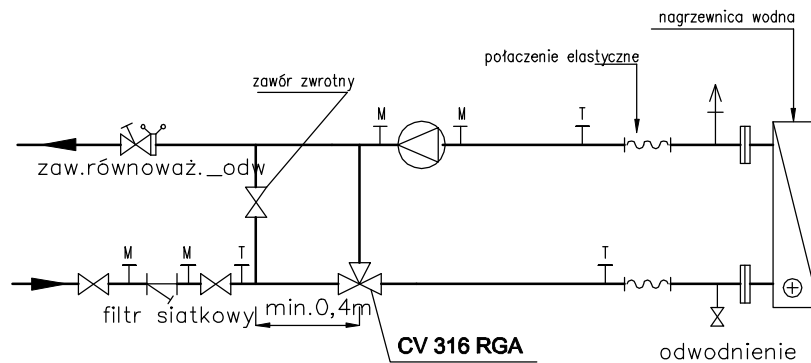 nagrzewnica wodna
połaczenie elastyczne
zawór zwrotny
M
M
T
zaw.równoważ._odw
M
M
T
T
filtr siatkowy
min.0,4m
CV 316 RGA
odwodnienie